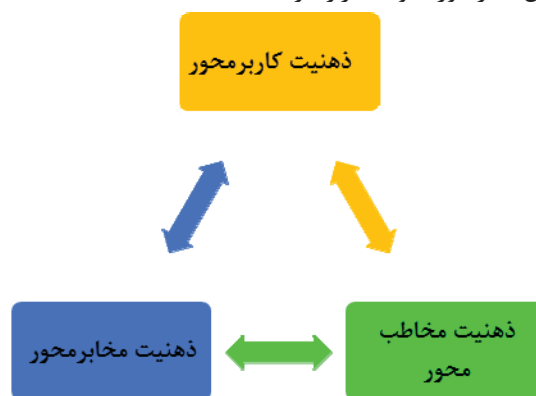 ذهنیت کاربرمحور
ذهنیت مخاطب
محور
ذهنیت مخابرمحور